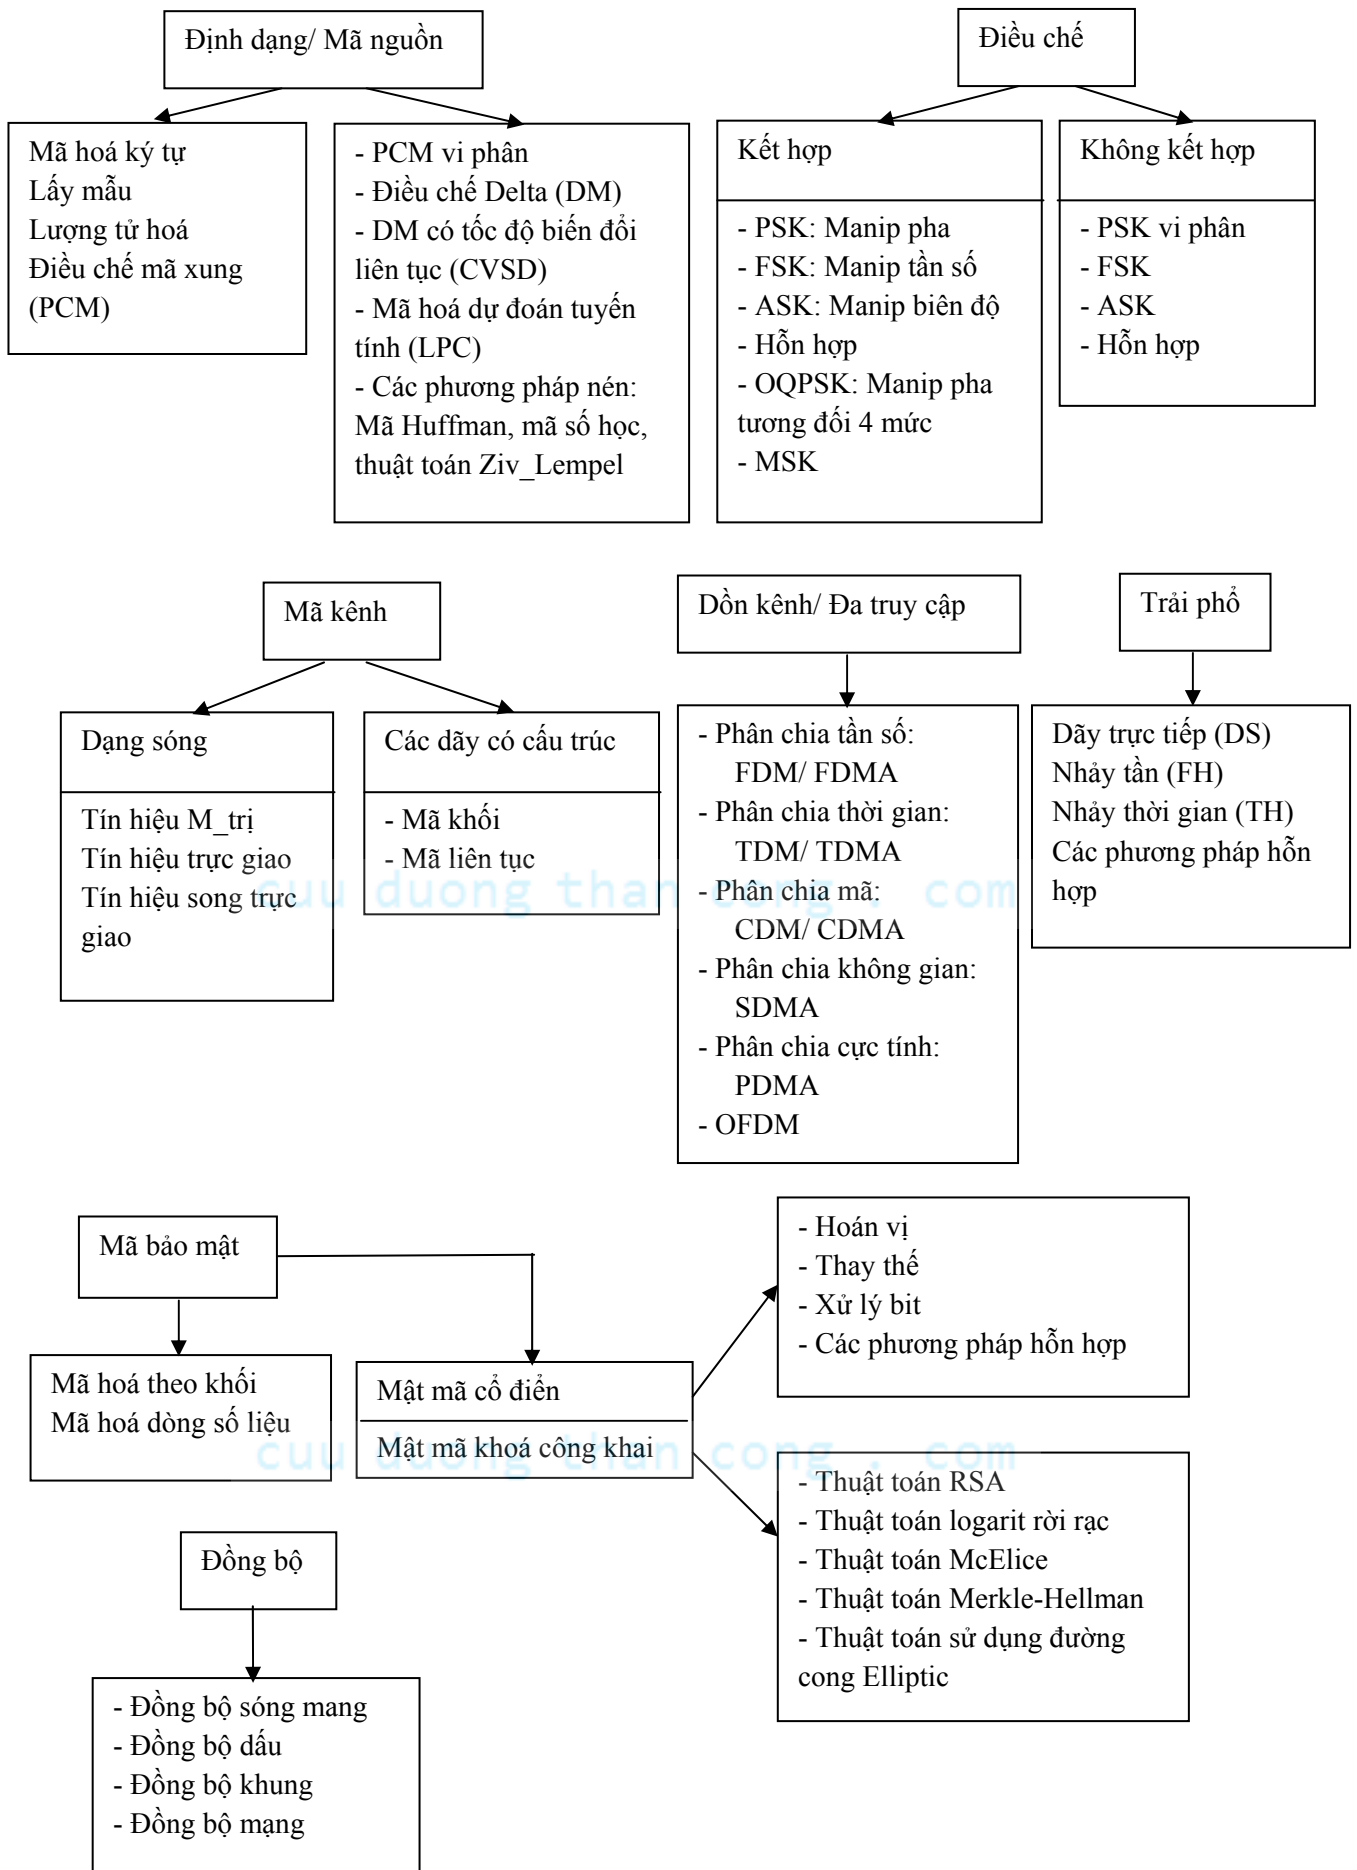 Định dạng/ Mã nguồn
Mã hoá ký tự
Lấy mẫu
Lượng tử hoá
Điều chế mã xung
(PCM)
- PCM vi phân
- Điều chế Delta (DM)
- DM có tốc độ biến đổi
liên tục (CVSD)
- Mã hoá dự đoán tuyến
tính (LPC)
- Các phương pháp nén:
Mã Huffman, mã số học,
thuật toán Ziv_Lempel
Điều chế
Kết hợp
- PSK: Manip pha
- FSK: Manip tần số
- ASK: Manip biên độ
- Hỗn hợp
- OQPSK: Manip pha
tương đối 4 mức
- MSK
Không kết hợp
- PSK vi phân
- FSK
- ASK
- Hỗn hợp
Mã kênh
Dạng sóng
Tín hiệu M_trị
Tín hiệu trực giao
Tín hiệu song trực
giao
Các dãy có cấu trúc
- Mã khối
- Mã liên tục
Dồn kênh/ Đa truy cập
- Phân chia tần số:
FDM/ FDMA
- Phân chia thời gian:
TDM/ TDMA
- Phân chia mã:
CDM/ CDMA
- Phân chia không gian:
SDMA
- Phân chia cực tính:
PDMA
- OFDM
Trải phổ
Dãy trực tiếp (DS)
Nhảy tần (FH)
Nhảy thời gian (TH)
Các phương pháp hỗn
hợp
cuu duong than cong . com
Mã bảo mật
Mã hoá theo khối
Mã hoá dòng số liệu
Mật mã cổ điển
Mật mã khoá công khai
- Hoán vị
- Thay thế
- Xử lý bit
- Các phương pháp hỗn hợp
- Thuật toán RSA
- Thuật toán logarit rời rạc
- Thuật toán McElice
- Thuật toán Merkle-Hellman
- Thuật toán sử dụng đường
cong Elliptic
cuu duong than cong . com
Đồng bộ
- Đồng bộ sóng mang
- Đồng bộ dấu
- Đồng bộ khung
- Đồng bộ mạng